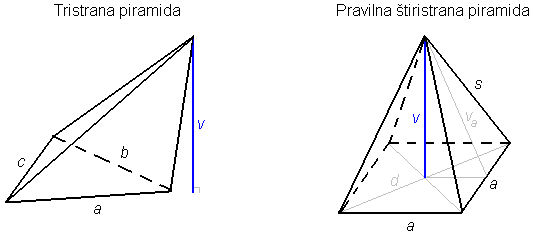 Tristrana piramida
v
c
b
a
Pravilna štiristrana piramida
s
v
va
d
a
a